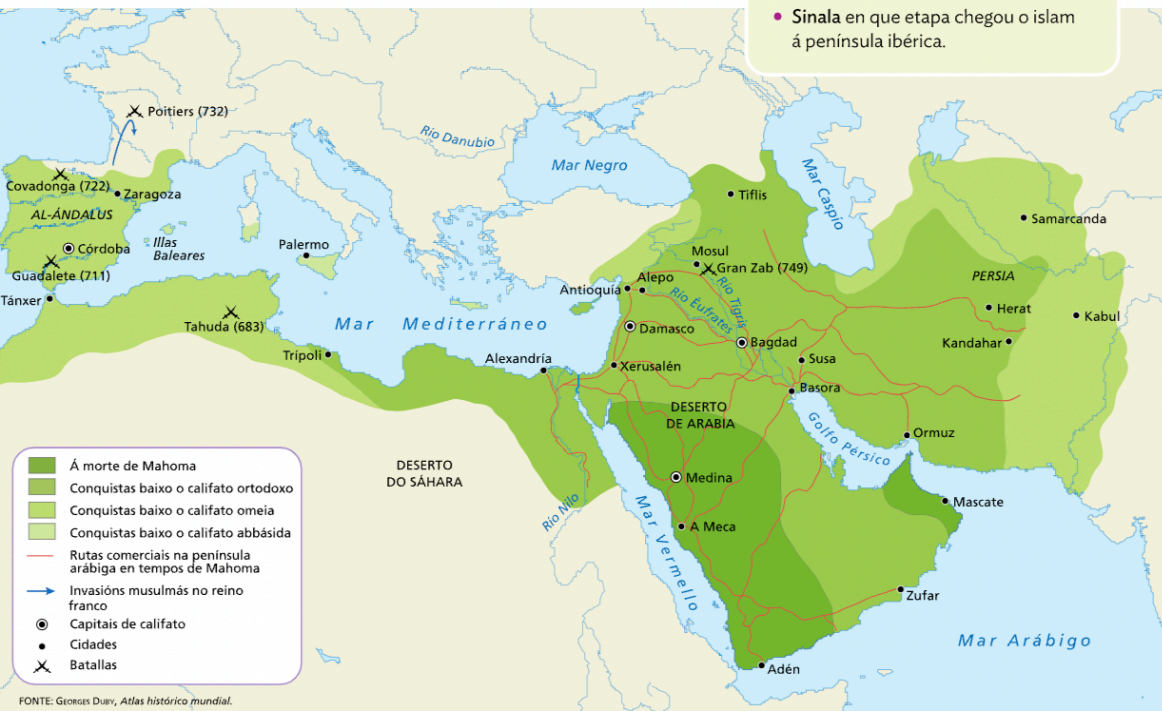 • Sinala en que etapa chegou o islam
á península ibérica.
Poitiers (732)
Río Danubio
Mar Negro
Mar Caspio
Covadonga (722)
Zaragoza
AL-ÁNDALUS
Córdoba
Illas
Baleares
Guadalete (711)
Tánxer
Palermo
Tahuda (683)
Mar Mediterráneo
Trípoli
Alexandría
Tiflis
Mosul
Gran Zab (749)
Alepo
Antioquía
Río Tigris
Río Éufrates
Damasco
Bagdad
Xerusalén
Susa
Basora
Samarcanda
PERSIA
Herat
Kabul
Kandahar
DESERTO
DE ARABIA
Golfo Pérsico
Ormuz
Medina
A Meca
Mascate
DESERTO
DO SÁHARA
Río Nilo
Mar Vermello
Zufar
Adén
Mar Arábigo
Á morte de Mahoma
Conquistas baixo o califato ortodoxo
Conquistas baixo o califato omeia
Conquistas baixo o califato abbásida
Rutas comerciais na península
arábiga en tempos de Mahoma
Invasións musulmás no reino
franco
Capitais de califato
Cidades
Batallas
FONTE: GEORGES DUBY, Atlas histórico mundial.